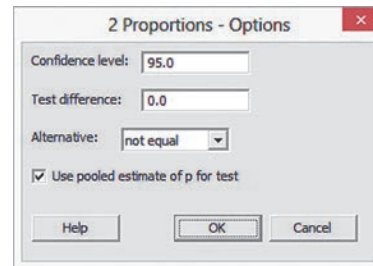 2 Proportions - Options
Confidence level: 95.0
Test difference: 0.0
Alternative: not equal
Use pooled estimate of p for test
Help OK Cancel